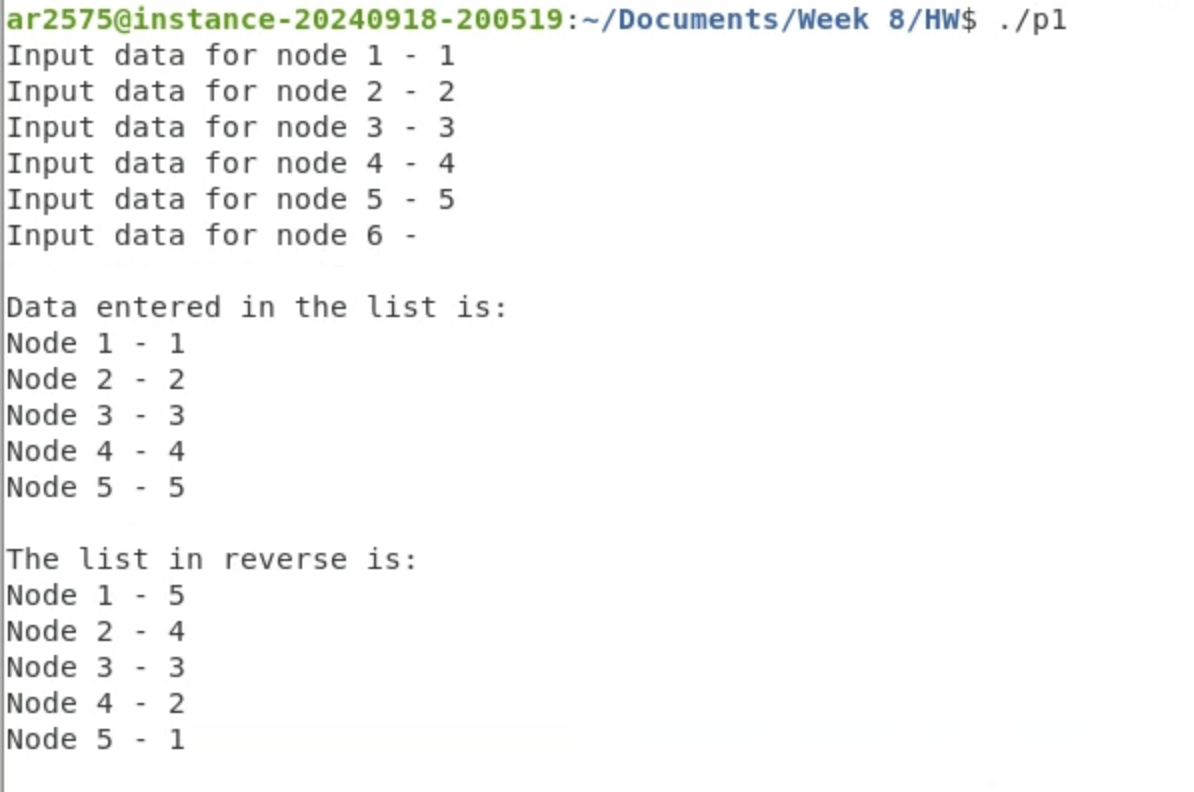 ar2575@instance-20240918-200519:~/Documents/Week 8/HW$ ./p1
Input data for node 1 - 1
Input data for node 2 - 2
Input data for node 3 - 3
Input data for node 4 - 4
Input data for node 5 - 5
Input data for node 6 -
Data entered in the list is:
Node 1 - 1
Node 2 - 2
Node 3 - 3
Node 4 - 4
Node 5 - 5
The list in reverse is:
Node 1 - 5
Node 2 - 4
Node 3 - 3
Node 4 - 2
Node 5 - 1